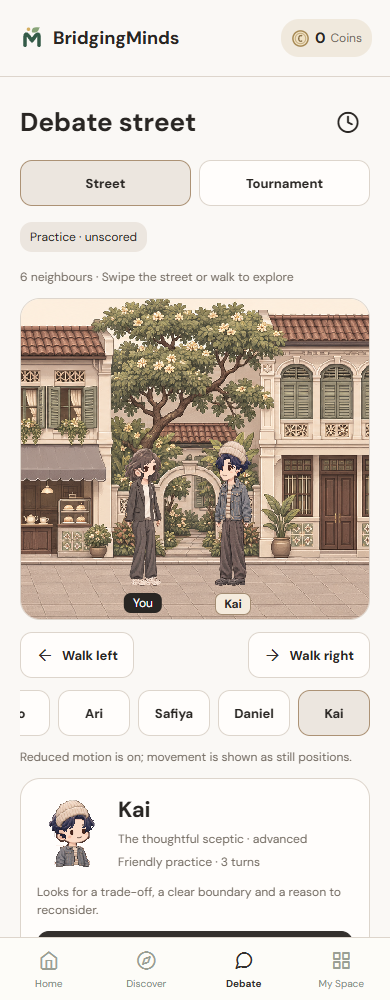 BridgingMinds
0 Coins
Debate street
Street
Tournament
Practice · unscored
6 neighbours · Swipe the street or walk to explore
You
Kai
← Walk left
→ Walk right
Ari
Safiya
Daniel
Kai
Reduced motion is on; movement is shown as still positions.
Kai
The thoughtful sceptic · advanced
Friendly practice · 3 turns
Looks for a trade-off, a clear boundary and a reason to
reconsider.
Home
Discover
Debate
My Space